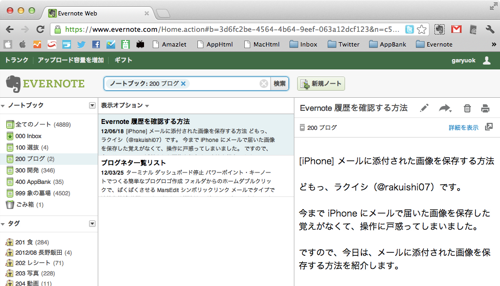 Evernote Web
https://www.evernote.com/Home.action#b=3d6fc2be-4564-4b64-9eef-063a12dcf123&n=c5...
Amazlet
AppHtml
MacHtml
Inbox
Twitter
AppBank
Evernote
トランク
アップロード容量を増加
ギフト
garyuok
EVERNOTE
ノートブック: 200 ブログ
検索
新規ノート
ノートブック
全てのノート (4889)
000 Inbox
100 選抜 (4)
200 ブログ (2)
300 開発 (346)
400 AppBank (35)
999 象の墓場 (4502)
ごみ箱 (1)
タグ
201 食 (284)
2012/08 長野飯田 (4)
202 レシート (71)
203 写真 (228)
204 動画 (11)
表示オプション
Evernote 履歴を確認する方法
12/06/18 [iPhone] メールに添付された画像を保存する方法 どもっ、
ラクイシ（@rakuishi07）です。 今まで iPhone にメールで届いた画像を
保存した覚えがなくて、操作に戸惑ってしまいました。 ですので、今
ブログネタ一覧リスト
12/03/25 ターミナル ダッシュボード停止 パワーポイント・キーノー
トでつくる簡単なブログロゴ作成 フォルダからのホームダブルクリッ
クで、ぱくぱくさせる MarsEdit シンボリックリンク メールでタイプで
Evernote 履歴を確認する方法
200 ブログ
詳細を表示
[iPhone] メールに添付された画像を保存する方法
どもっ、ラクイシ（@rakuishi07）です。
今まで iPhone にメールで届いた画像を保存した
覚えがなくて、操作に戸惑ってしまいました。
ですので、今日は、メールに添付された画像を保
存する方法を紹介します。